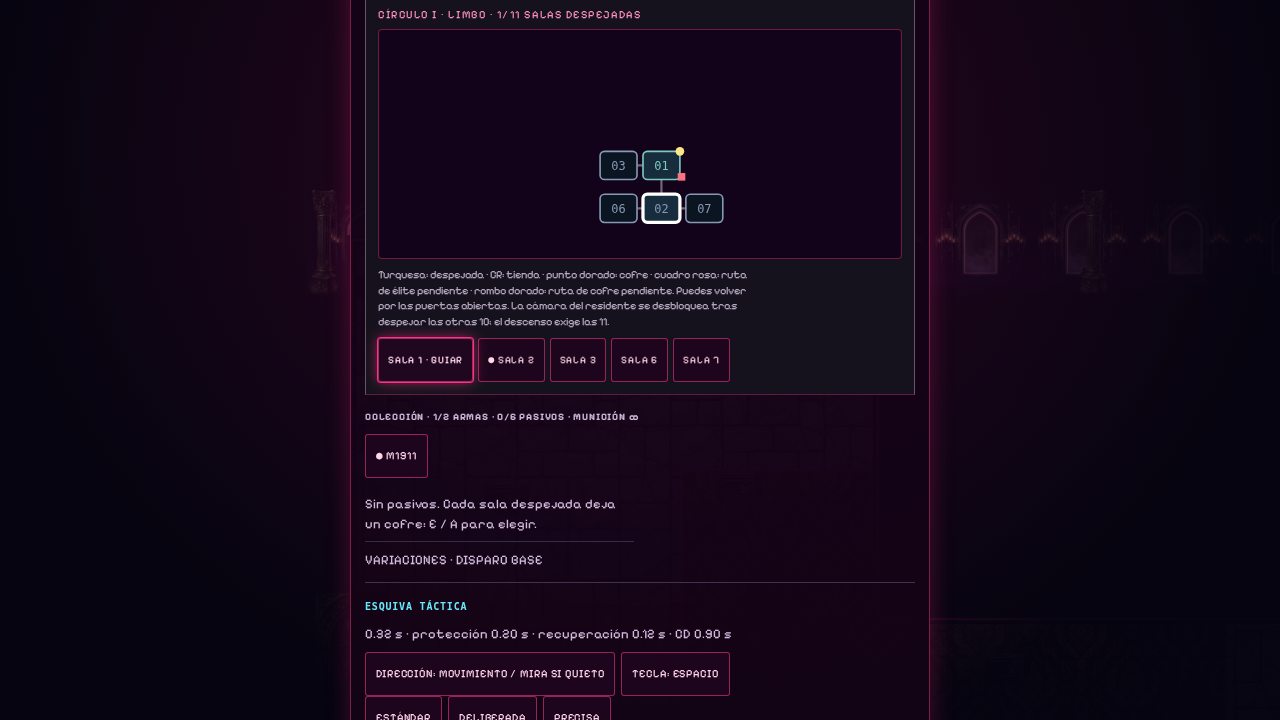 CÍRCULO I · LIMBO · 1/11 SALAS DESPEJADAS
03 01
06 02 07
Turquesa: despejada · OR: tienda · punto dorado: cofre · cuadro rosa: ruta
de élite pendiente · rombo dorado: ruta de cofre pendiente. Puedes volver
por las puertas abiertas. La cámara del residente se desbloquea tras
despejar las otras 10; el descenso exige las 11.
SALA 1 · GUIAR ● SALA 2 SALA 3 SALA 6 SALA 7
COLECCIÓN · 1/2 ARMAS · 0/6 PASIVOS · MUNICIÓN ∞
● M1911
Sin pasivos. Cada sala despejada deja
un cofre: E / A para elegir.
VARIACIONES · DISPARO BASE
ESQUIVA TÁCTICA
0.32 s · protección 0.20 s · recuperación 0.12 s · CD 0.90 s
DIRECCIÓN: MOVIMIENTO / MIRA SI QUIETO TECLA: ESPACIO
ESTÁNDAR DELIBERADA PRECISA